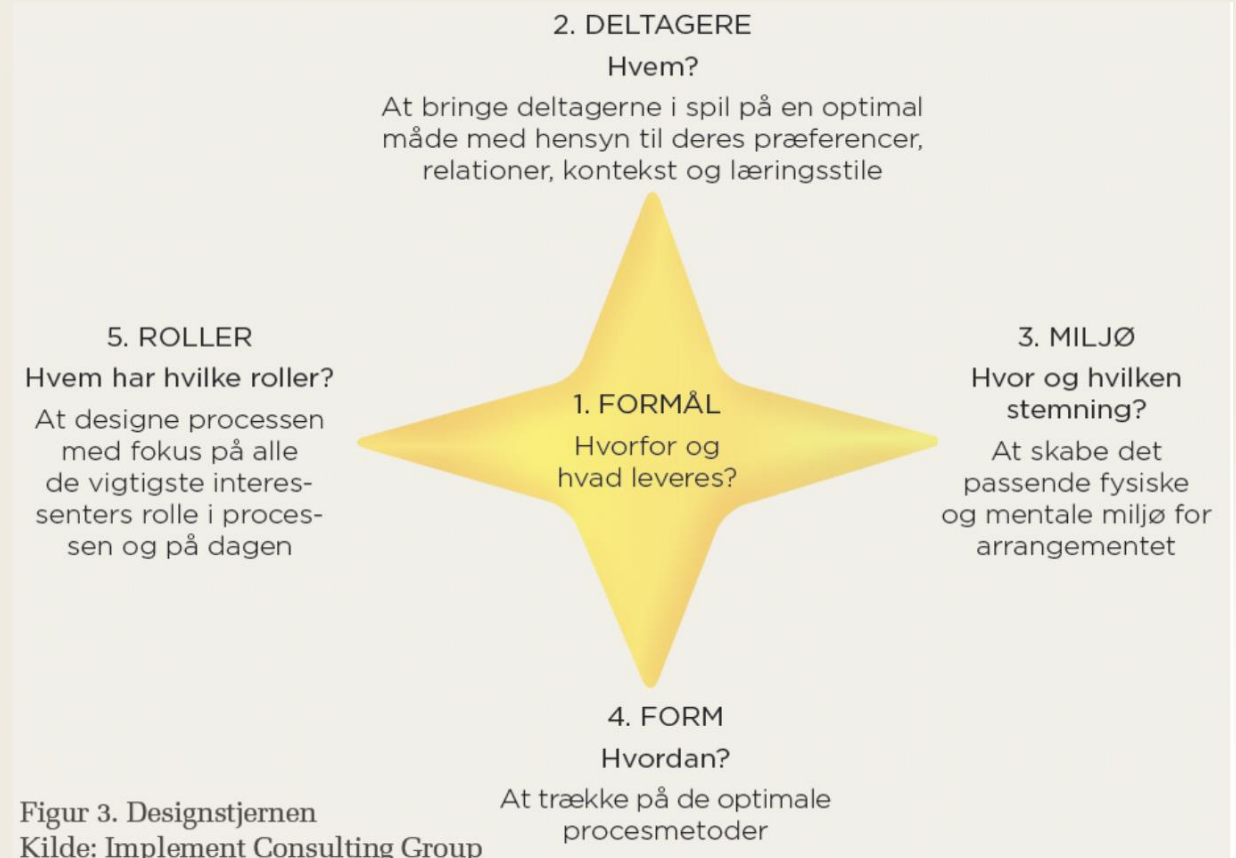 2. DELTAGERE
Hvem?
At bringe deltagerne i spil på en optimal
måde med hensyn til deres præferencer,
relationer, kontekst og læringsstile
5. ROLLER
Hvem har hvilke roller?
At designe processen
med fokus på alle
de vigtigste interes-
senters rolle i proces-
sen og på dagen
1. FORMÅL
Hvorfor og
hvad leveres?
3. MILJØ
Hvor og hvilken
stemning?
At skabe det
passende fysiske
og mentale miljø for
arrangementet
4. FORM
Hvordan?
At trække på de optimale
procesmetoder
Figur 3. Designstjernen
Kilde: Implement Consulting Group